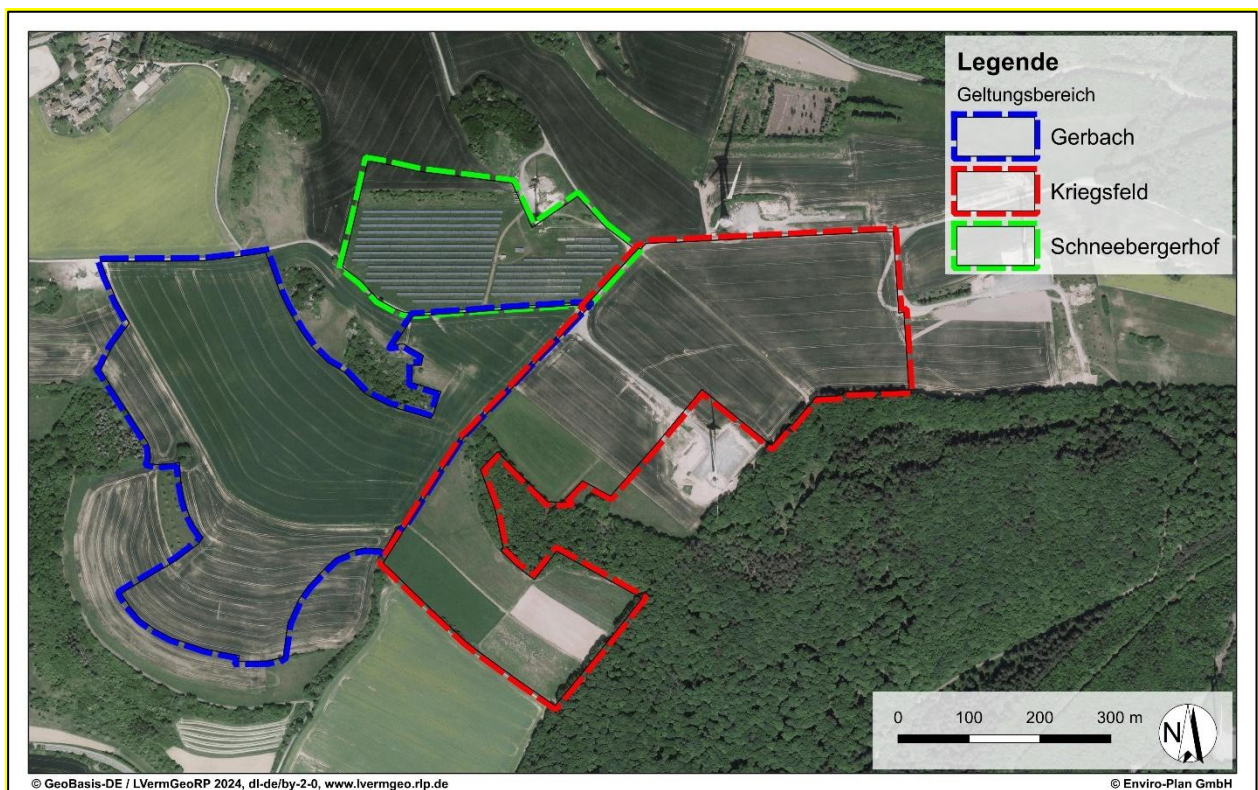 Legende
Geltungsbereich
Gerbach
Kriegsfeld
Schneebergerhof
0 100 200 300 m
N
© GeoBasis-DE / LVermGeoRP 2024, dl-de/by-2-0, www.lvermgeo.rlp.de
© Enviro-Plan GmbH